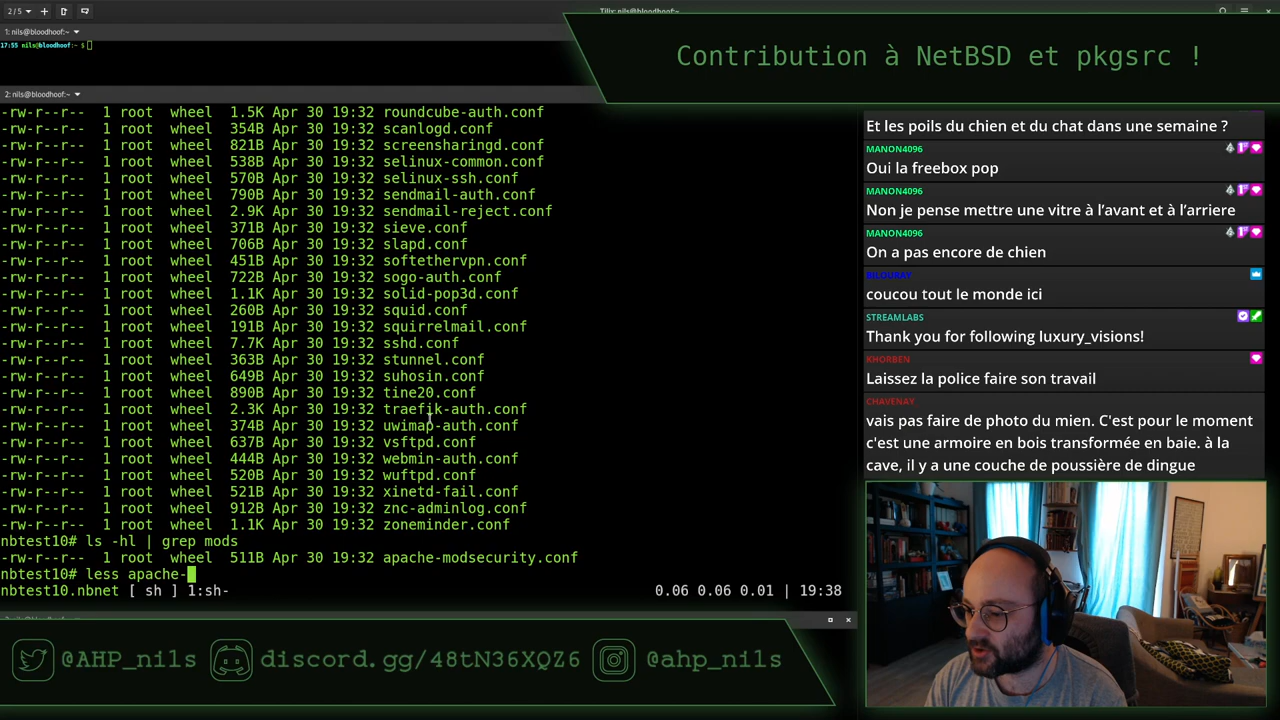 2 / 5
Tilix: nils@bloodhoof:~
1: nils@bloodhoof:~
17:55 nils@bloodhoof:~ $
Contribution à NetBSD et pkgsrc !
2: nils@bloodhoof:~
-rw-r--r-- 1 root wheel 1.5K Apr 30 19:32 roundcube-auth.conf
-rw-r--r-- 1 root wheel 354B Apr 30 19:32 scanlogd.conf
-rw-r--r-- 1 root wheel 821B Apr 30 19:32 screensharingd.conf
-rw-r--r-- 1 root wheel 538B Apr 30 19:32 selinux-common.conf
-rw-r--r-- 1 root wheel 570B Apr 30 19:32 selinux-ssh.conf
-rw-r--r-- 1 root wheel 790B Apr 30 19:32 sendmail-auth.conf
-rw-r--r-- 1 root wheel 2.9K Apr 30 19:32 sendmail-reject.conf
-rw-r--r-- 1 root wheel 371B Apr 30 19:32 sieve.conf
-rw-r--r-- 1 root wheel 706B Apr 30 19:32 slapd.conf
-rw-r--r-- 1 root wheel 451B Apr 30 19:32 softethervpn.conf
-rw-r--r-- 1 root wheel 722B Apr 30 19:32 sogo-auth.conf
-rw-r--r-- 1 root wheel 1.1K Apr 30 19:32 solid-pop3d.conf
-rw-r--r-- 1 root wheel 260B Apr 30 19:32 squid.conf
-rw-r--r-- 1 root wheel 191B Apr 30 19:32 squirrelmail.conf
-rw-r--r-- 1 root wheel 7.7K Apr 30 19:32 sshd.conf
-rw-r--r-- 1 root wheel 363B Apr 30 19:32 stunnel.conf
-rw-r--r-- 1 root wheel 649B Apr 30 19:32 suhosin.conf
-rw-r--r-- 1 root wheel 890B Apr 30 19:32 tine20.conf
-rw-r--r-- 1 root wheel 2.3K Apr 30 19:32 traefik-auth.conf
-rw-r--r-- 1 root wheel 374B Apr 30 19:32 uwimap-auth.conf
-rw-r--r-- 1 root wheel 637B Apr 30 19:32 vsftpd.conf
-rw-r--r-- 1 root wheel 444B Apr 30 19:32 webmin-auth.conf
-rw-r--r-- 1 root wheel 520B Apr 30 19:32 wuftpd.conf
-rw-r--r-- 1 root wheel 521B Apr 30 19:32 xinetd-fail.conf
-rw-r--r-- 1 root wheel 912B Apr 30 19:32 znc-adminlog.conf
-rw-r--r-- 1 root wheel 1.1K Apr 30 19:32 zoneminder.conf
nbtest10# ls -hl | grep mods
-rw-r--r-- 1 root wheel 511B Apr 30 19:32 apache-modsecurity.conf
nbtest10# less apache-
nbtest10.nbnet [ sh ] 1:sh- 0.06 0.06 0.01 | 19:38
Et les poils du chien et du chat dans une semaine ?
MANON4096
Oui la freebox pop
MANON4096
Non je pense mettre une vitre à l’avant et à l’arriere
MANON4096
On a pas encore de chien
BILOURAY
coucou tout le monde ici
STREAMLABS
Thank you for following luxury_visions!
KHORBEN
Laissez la police faire son travail
CHAVENAY
vais pas faire de photo du mien. C'est pour le moment
c'est une armoire en bois transformée en baie. à la
cave, il y a une couche de poussière de dingue
@AHP_nils discord.gg/48tN36XQZ6 @ahp_nils